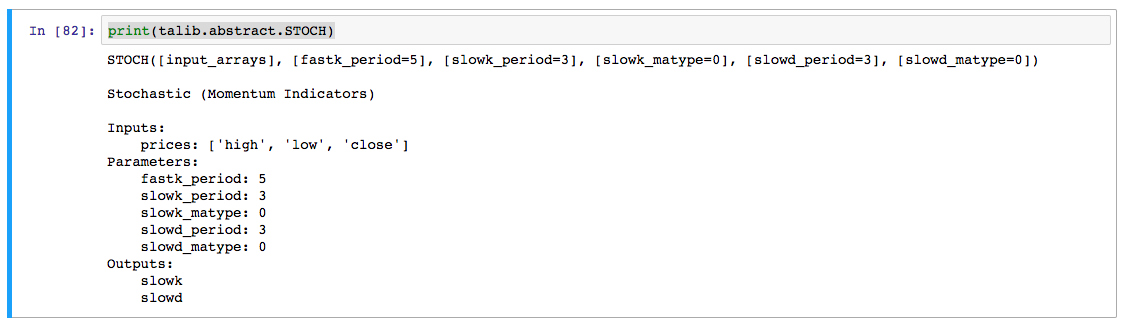 In [82]: print(talib.abstract.STOCH)
STOCH([input_arrays], [fastk_period=5], [slowk_period=3], [slowk_matype=0], [slowd_period=3], [slowd_matype=0])
Stochastic (Momentum Indicators)
Inputs:
    prices: ['high', 'low', 'close']
Parameters:
    fastk_period: 5
    slowk_period: 3
    slowk_matype: 0
    slowd_period: 3
    slowd_matype: 0
Outputs:
    slowk
    slowd